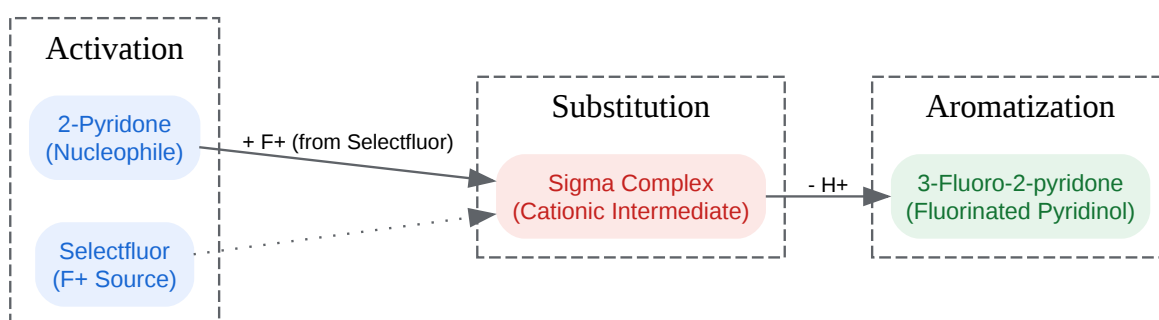 Activation
2-Pyridone
(Nucleophile)
Selectfluor
(F+ Source)
+ F+ (from Selectfluor)
Substitution
Sigma Complex
(Cationic Intermediate)
- H+
Aromatization
3-Fluoro-2-pyridone
(Fluorinated Pyridinol)